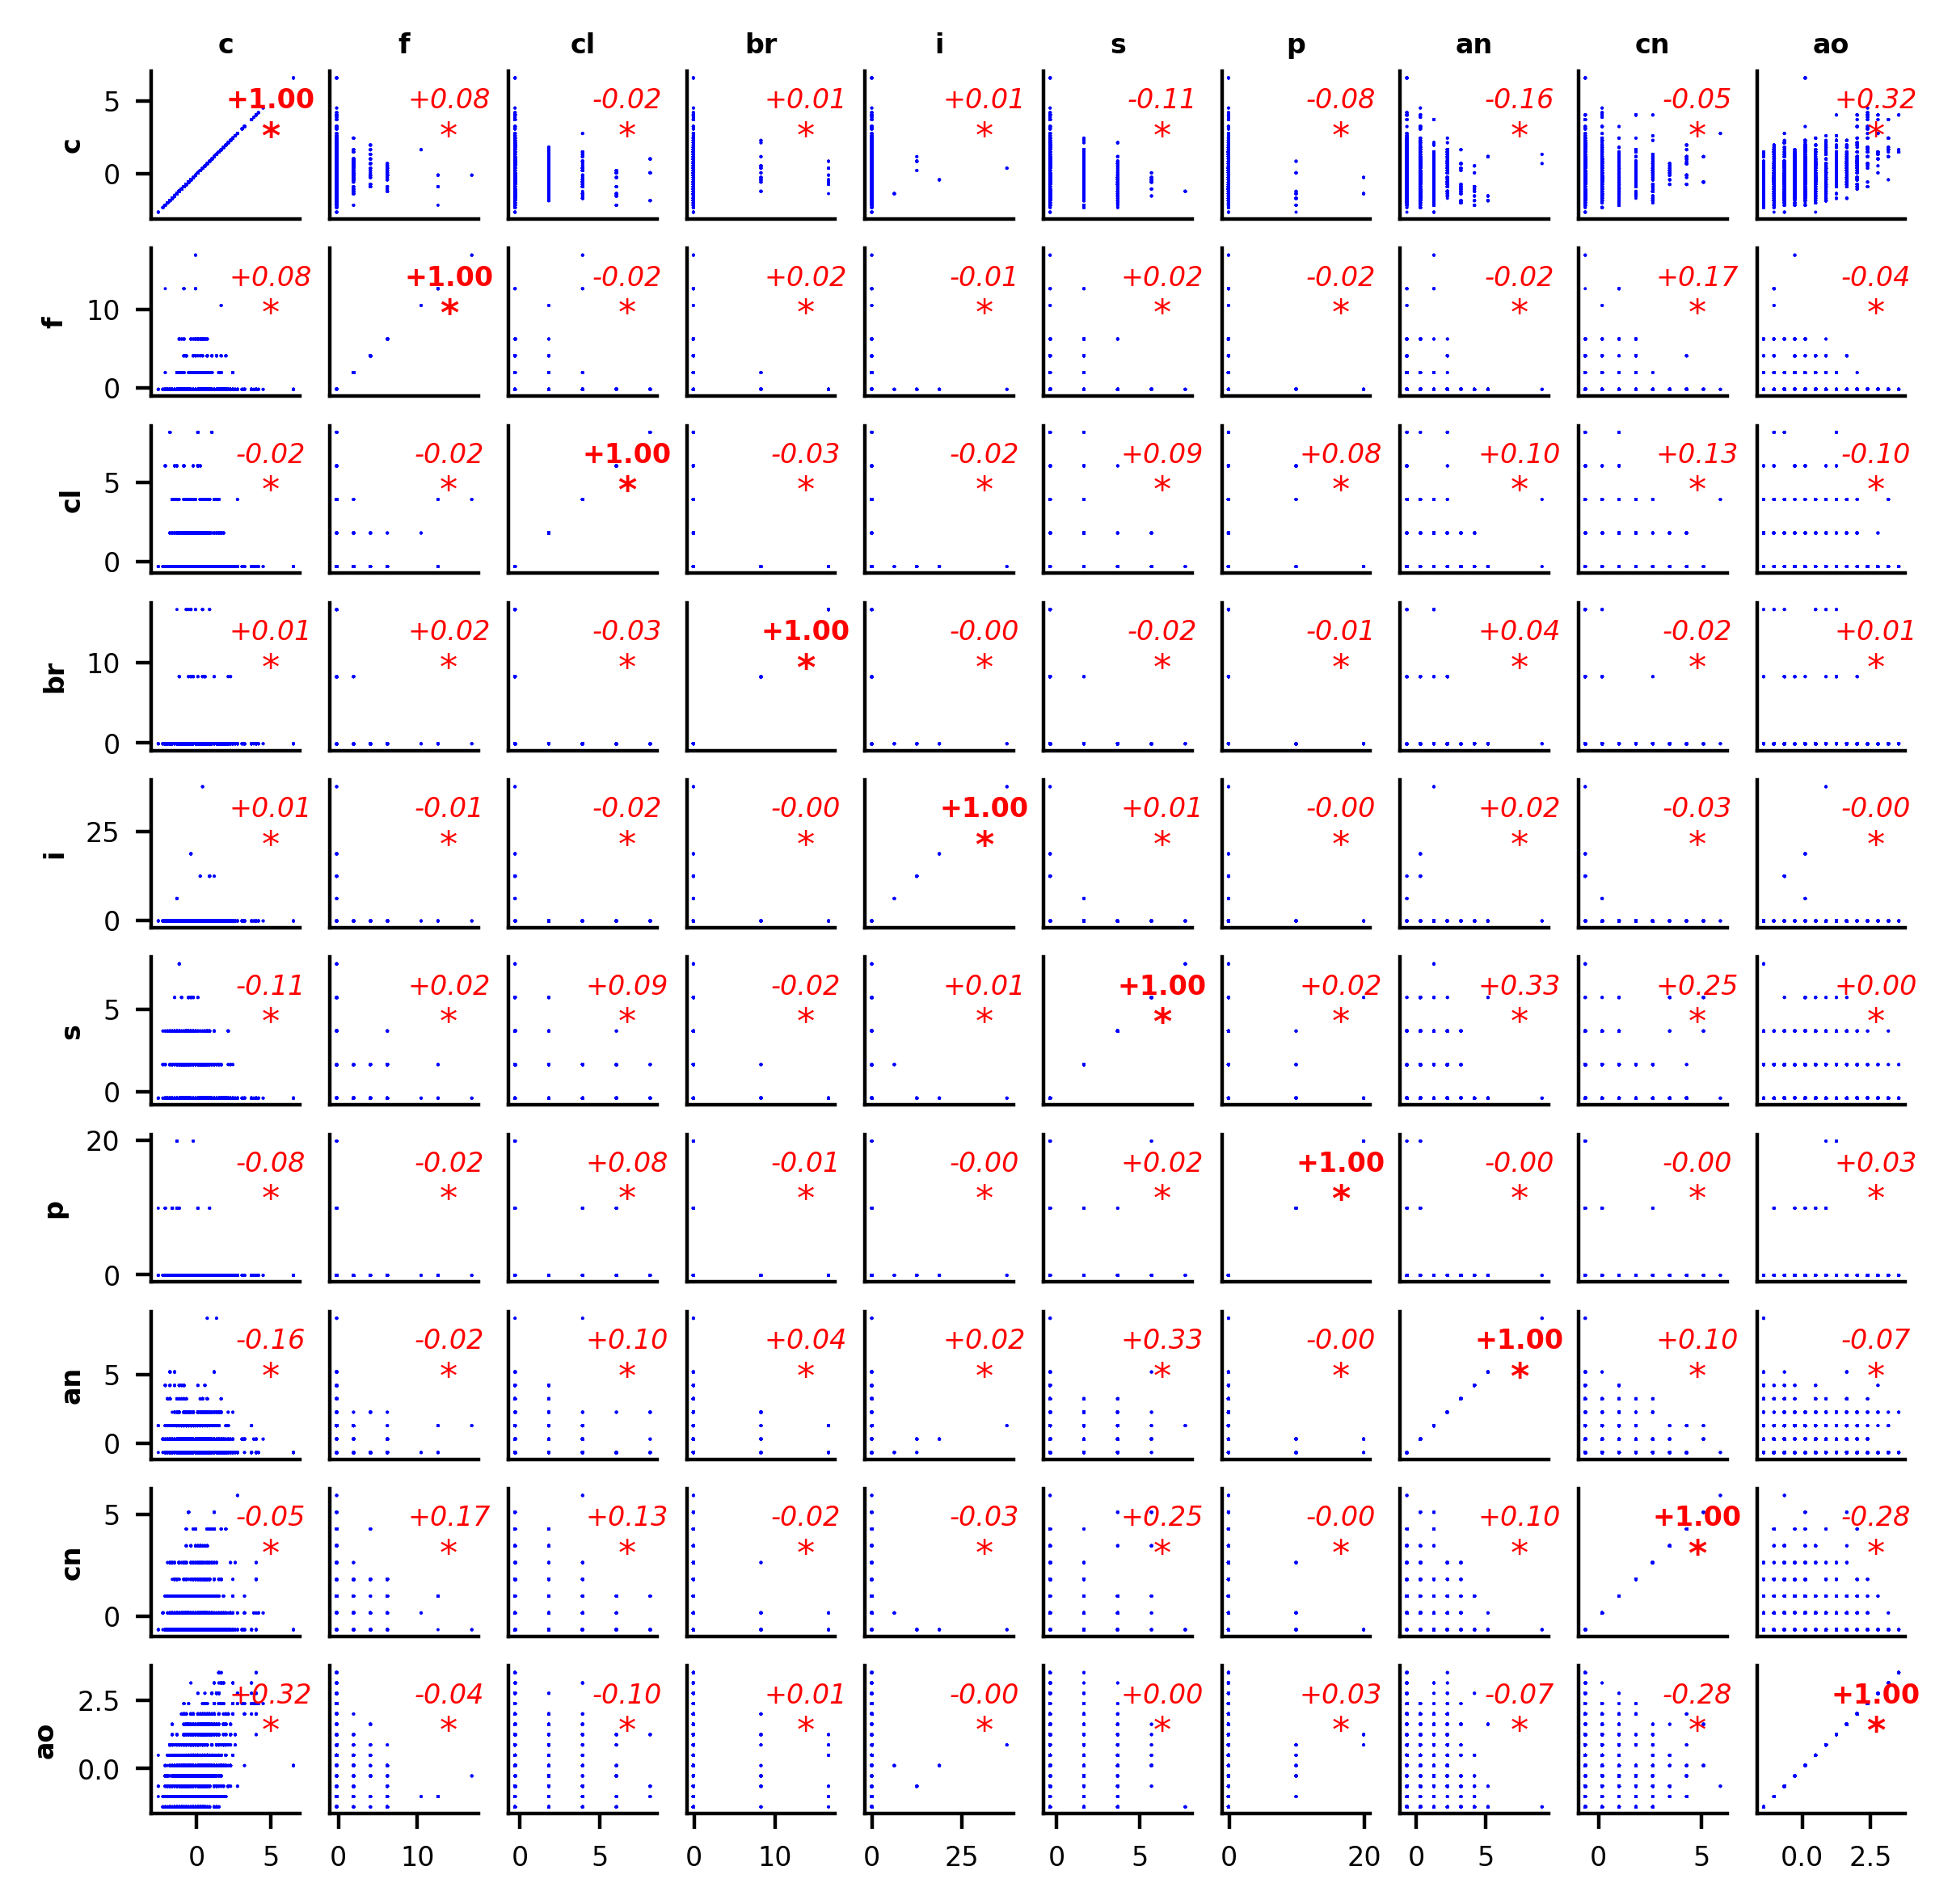 c f cl br i s p an cn ao
c 5 0 +1.00 +0.08 -0.02 +0.01 +0.01 -0.11 -0.08 -0.16 -0.05 +0.32
* * * * * * * * * *
f 10 0 +0.08 +1.00 -0.02 +0.02 -0.01 +0.02 -0.02 -0.02 +0.17 -0.04
* * * * * * * * * *
cl 5 0 -0.02 -0.02 +1.00 -0.03 -0.02 +0.09 +0.08 +0.10 +0.13 -0.10
* * * * * * * * * *
br 10 0 +0.01 +0.02 -0.03 +1.00 -0.00 -0.02 -0.01 +0.04 -0.02 +0.01
* * * * * * * * * *
i 25 0 +0.01 -0.01 -0.02 -0.00 +1.00 +0.01 -0.00 +0.02 -0.03 -0.00
* * * * * * * * * *
s 5 0 -0.11 +0.02 +0.09 -0.02 +0.01 +1.00 +0.02 +0.33 +0.25 +0.00
* * * * * * * * * *
p 20 0 -0.08 -0.02 +0.08 -0.01 -0.00 +0.02 +1.00 -0.00 -0.00 +0.03
* * * * * * * * * *
an 5 0 -0.16 -0.02 +0.10 +0.04 +0.02 +0.33 -0.00 +1.00 +0.10 -0.07
* * * * * * * * * *
cn 5 0 -0.05 +0.17 +0.13 -0.02 -0.03 +0.25 -0.00 +0.10 +1.00 -0.28
* * * * * * * * * *
ao 2.5 0.0 +0.32 -0.04 -0.10 +0.01 -0.00 +0.00 +0.03 -0.07 -0.28 +1.00
* * * * * * * * * *
0 5 0 10 0 5 0 10 0 25 0 5 0 20 0 5 0 5 0.0 2.5